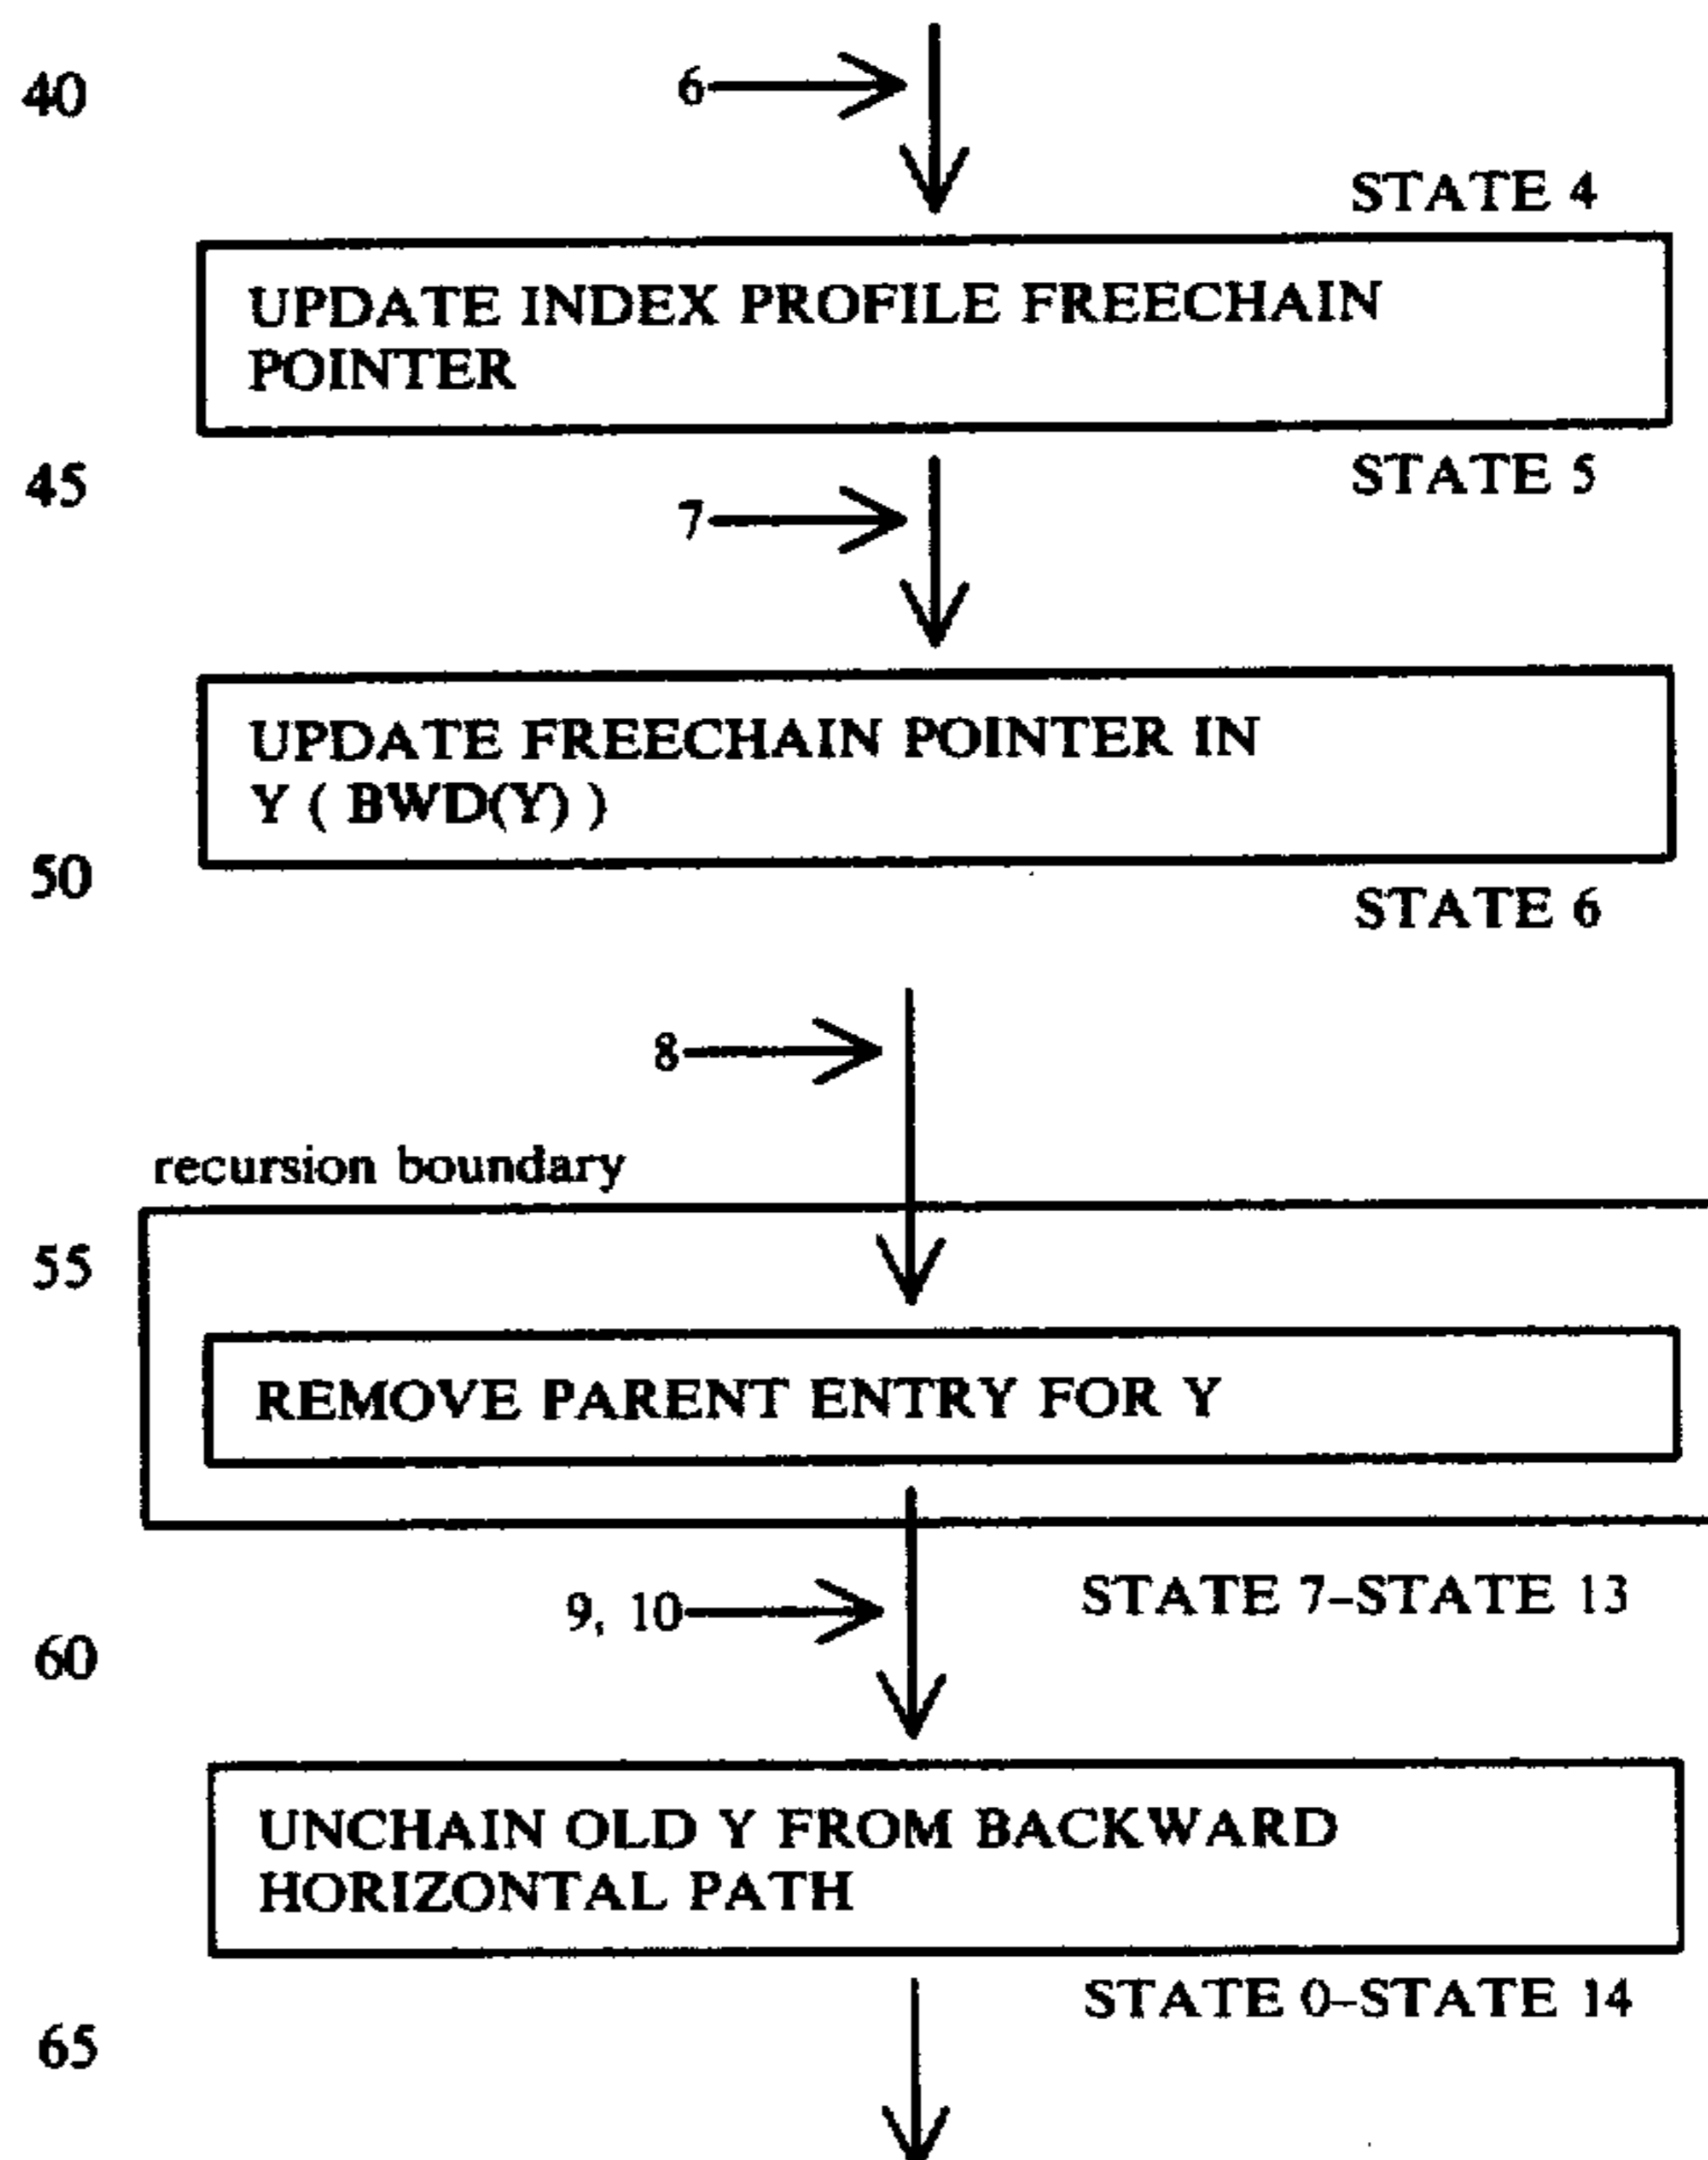 40
6
STATE 4
UPDATE INDEX PROFILE FREECHAIN
POINTER
45
STATE 5
7
UPDATE FREECHAIN POINTER IN
Y ( BWD(Y) )
50
STATE 6
8
recursion boundary
55
REMOVE PARENT ENTRY FOR Y
STATE 7–STATE 13
9, 10
60
UNCHAIN OLD Y FROM BACKWARD
HORIZONTAL PATH
STATE 0–STATE 14
65